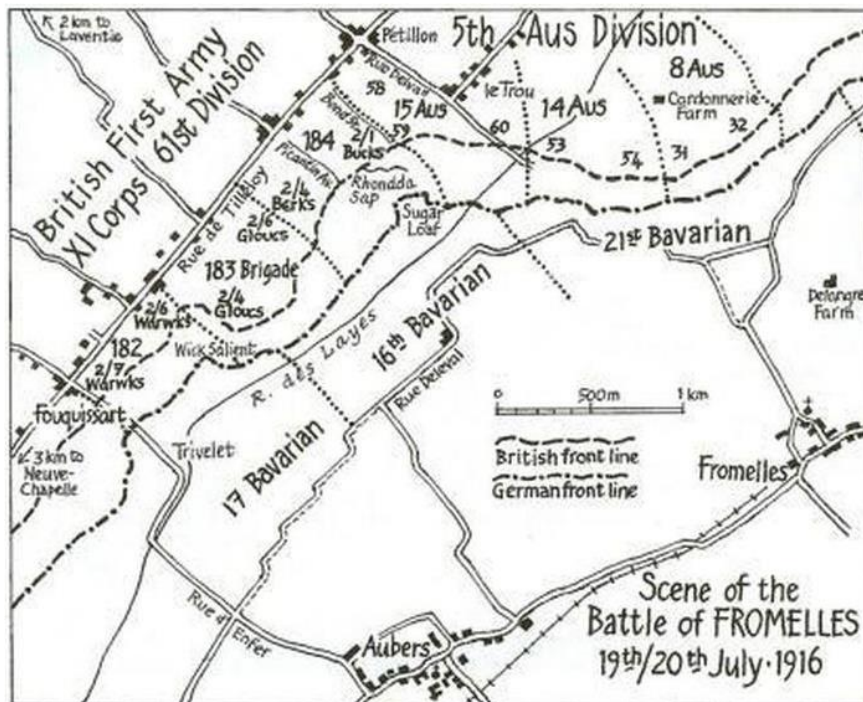 ↖ 2 km to
Laventie
Pétillon
5th Aus Division
British First Army
XI Corps 61st Division
Rue Delval
58
15 Aus
le Trou
14 Aus
8 Aus
Cordonnerie
Farm
Bond St.
59
60
53
54
31
32
184
2/1
Bucks
Picantin Av.
2/4
Berks
Rhondda
Sap
Rue de Tilleloy
2/6
Gloucs
Sugar
Loaf
21st Bavarian
183 Brigade
2/4
Gloucs
2/6
Warwks
Delangre
Farm
182
2/7
Warwks
Wick Salient
R. des Layes
16th Bavarian
Rue Deleval
0 500m 1 km
British front line
German front line
Fouquissart
Trivelet
17 Bavarian
↙ 3 km to
Neuve-
Chapelle
Fromelles
Rue d'Enfer
Aubers
Scene of the
Battle of FROMELLES
19th/20th July·1916